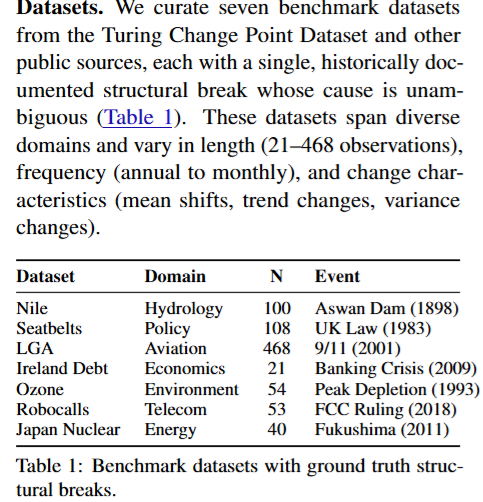 Datasets. We curate seven benchmark datasets
from the Turing Change Point Dataset and other
public sources, each with a single, historically doc-
umented structural break whose cause is unam-
biguous (Table 1). These datasets span diverse
domains and vary in length (21–468 observations),
frequency (annual to monthly), and change char-
acteristics (mean shifts, trend changes, variance
changes).
Dataset Domain N Event
Nile Hydrology 100 Aswan Dam (1898)
Seatbelts Policy 108 UK Law (1983)
LGA Aviation 468 9/11 (2001)
Ireland Debt Economics 21 Banking Crisis (2009)
Ozone Environment 54 Peak Depletion (1993)
Robocalls Telecom 53 FCC Ruling (2018)
Japan Nuclear Energy 40 Fukushima (2011)
Table 1: Benchmark datasets with ground truth struc-
tural breaks.